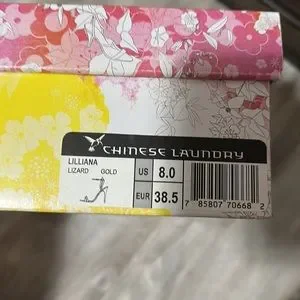 CHINESE LAUNDRY
LILLIANA
LIZARD GOLD
US 8.0
EUR 38.5
7 85807 70668 2